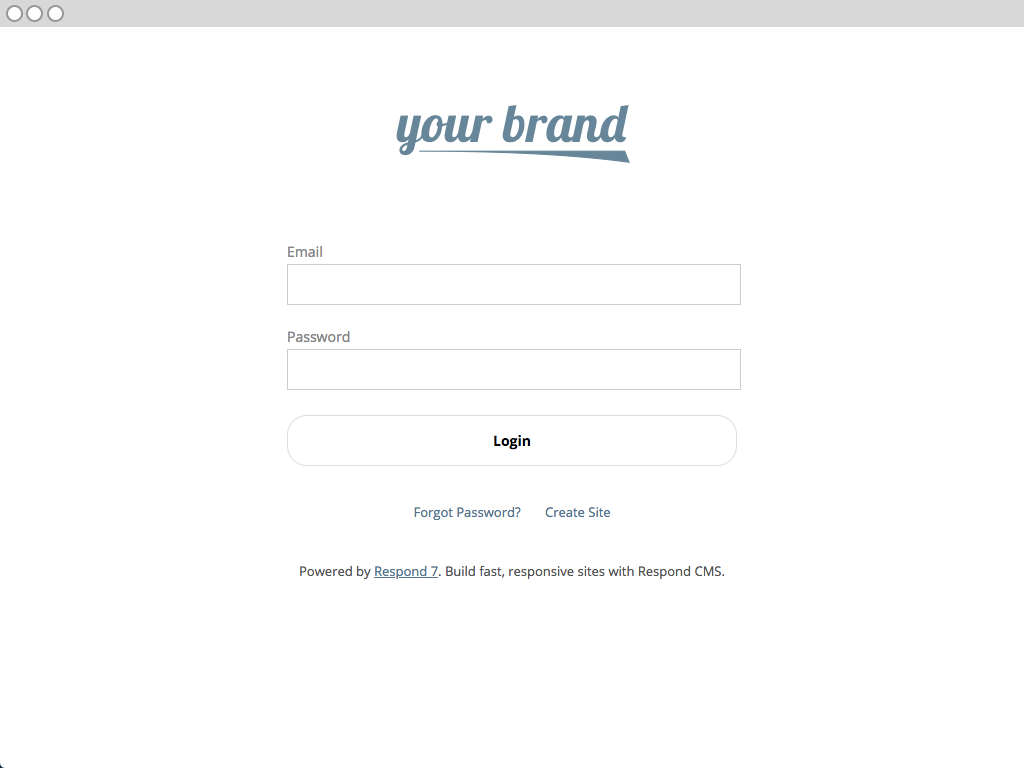 your brand
Email
Password
Login
Forgot Password? Create Site
Powered by Respond 7. Build fast, responsive sites with Respond CMS.